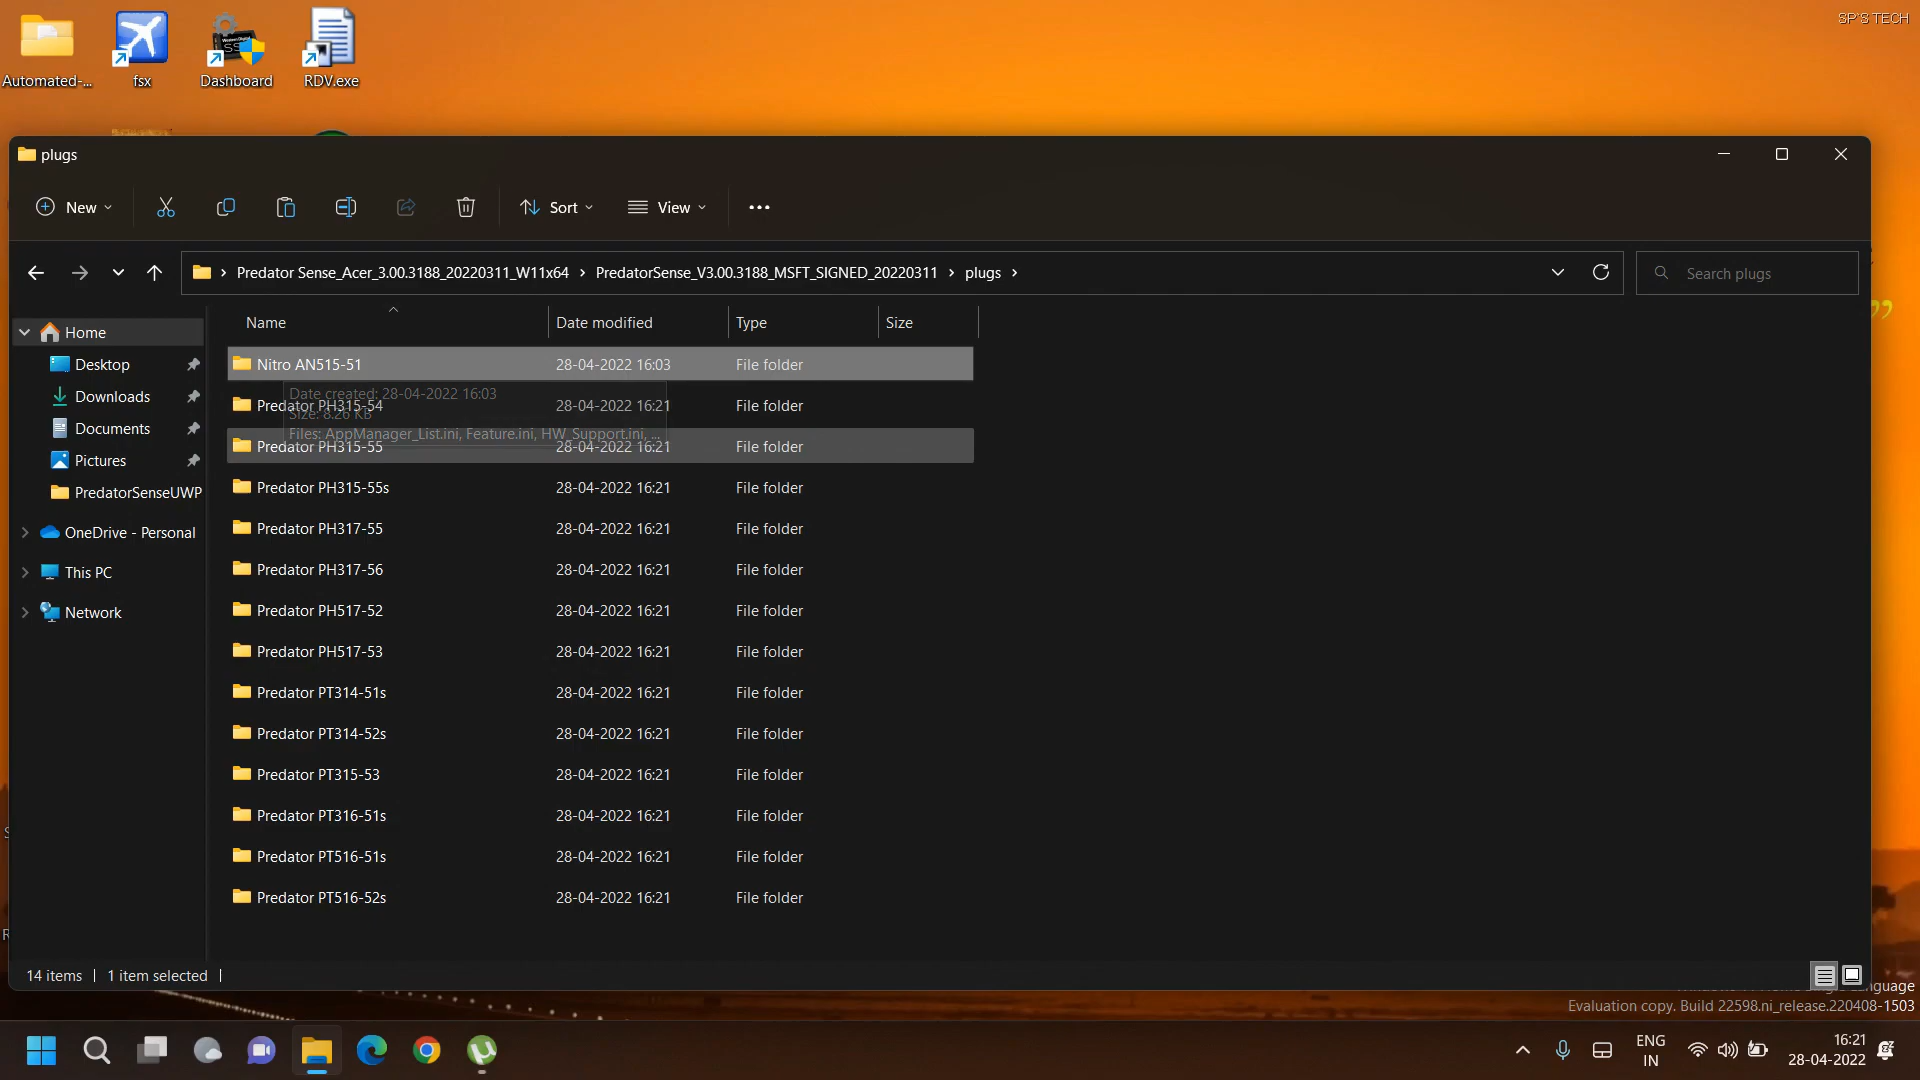 SP'S TECH
Automated-...
fsx
Dashboard
RDV.exe
plugs
New
Sort
View
Predator Sense_Acer_3.00.3188_20220311_W11x64 > PredatorSense_V3.00.3188_MSFT_SIGNED_20220311 > plugs >
Search plugs
Name Date modified Type Size
Home
Desktop
Downloads
Documents
Pictures
PredatorSenseUWP
OneDrive - Personal
This PC
Network
Nitro AN515-51 28-04-2022 16:03 File folder
Date created: 28-04-2022 16:03
Predator PH315-54 28-04-2022 16:21 File folder
Size: 8.26 KB
Files: AppManager_List.ini, Feature.ini, HW_Support.ini, ...
Predator PH315-55 28-04-2022 16:21 File folder
Predator PH315-55s 28-04-2022 16:21 File folder
Predator PH317-55 28-04-2022 16:21 File folder
Predator PH317-56 28-04-2022 16:21 File folder
Predator PH517-52 28-04-2022 16:21 File folder
Predator PH517-53 28-04-2022 16:21 File folder
Predator PT314-51s 28-04-2022 16:21 File folder
Predator PT314-52s 28-04-2022 16:21 File folder
Predator PT315-53 28-04-2022 16:21 File folder
Predator PT316-51s 28-04-2022 16:21 File folder
Predator PT516-51s 28-04-2022 16:21 File folder
Predator PT516-52s 28-04-2022 16:21 File folder
14 items | 1 item selected |
Evaluation copy. Build 22598.ni_release.220408-1503
ENG
IN
16:21
28-04-2022